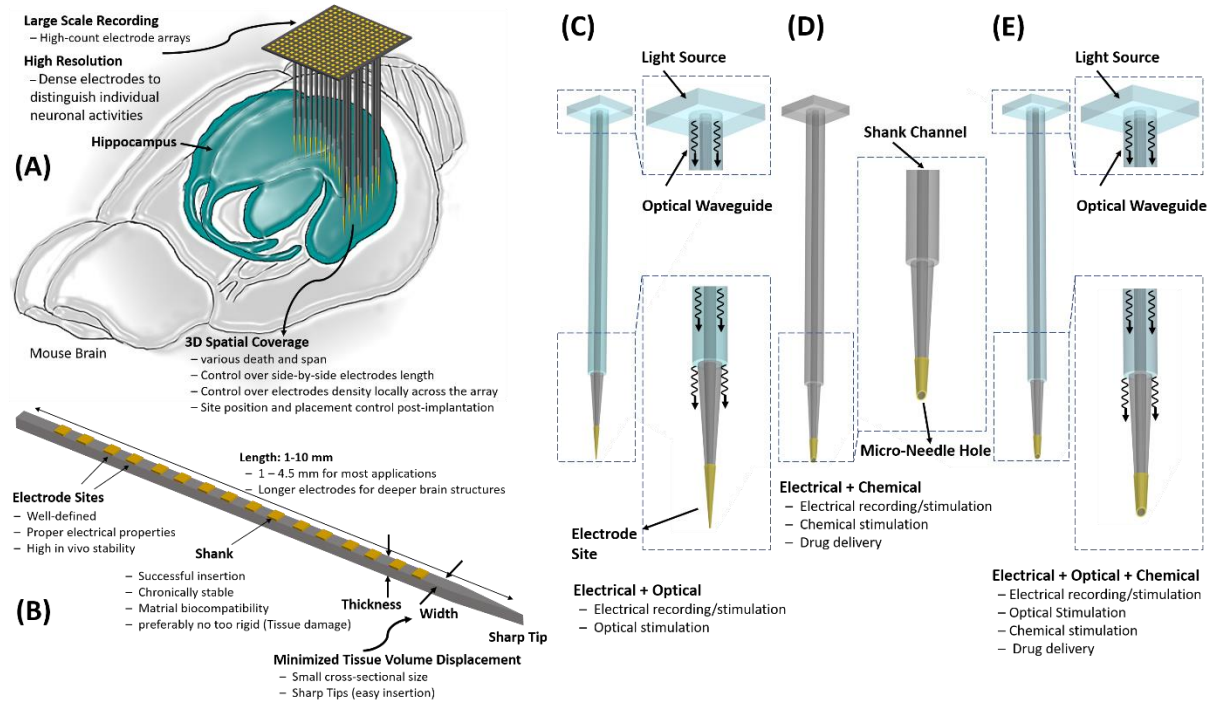 Large Scale Recording
– High-count electrode arrays
High Resolution
– Dense electrodes to
distinguish individual
neuronal activities
Hippocampus
(A)
Mouse Brain
3D Spatial Coverage
– various death and span
– Control over side-by-side electrodes length
– Control over electrodes density locally across the array
– Site position and placement control post-implantation
Length: 1-10 mm
– 1 – 4.5 mm for most applications
– Longer electrodes for deeper brain structures
Electrode Sites
– Well-defined
– Proper electrical properties
– High in vivo stability
Shank
– Successful insertion
– Chronically stable
– Matrial biocompatibility
– preferably no too rigid (Tissue damage)
(B)
Thickness
Width
Sharp Tip
Minimized Tissue Volume Displacement
– Small cross-sectional size
– Sharp Tips (easy insertion)
(C)
Light Source
Optical Waveguide
Electrode
Site
Electrical + Optical
– Electrical recording/stimulation
– Optical stimulation
(D)
Shank Channel
Micro-Needle Hole
Electrical + Chemical
– Electrical recording/stimulation
– Chemical stimulation
– Drug delivery
(E)
Light Source
Optical Waveguide
Electrical + Optical + Chemical
– Electrical recording/stimulation
– Optical Stimulation
– Chemical stimulation
– Drug delivery